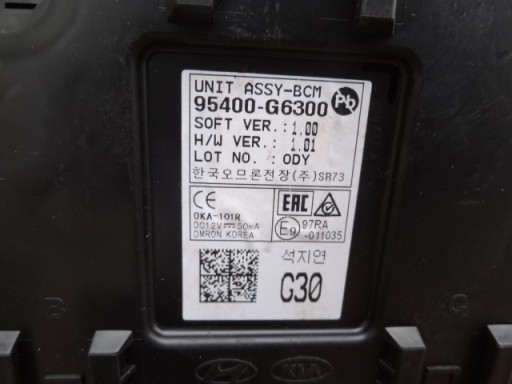 UNIT ASSY-BCM
95400-G6300
Pb
SOFT VER.:1.00
H/W VER.:1.01
LOT NO.:ODY
한국오므론전장(주)SR73
CE
EAC
OKA-101R
DC12V 50mA
OMRON KOREA
E9
97RA
-011035
석지연
G30
B
KIA